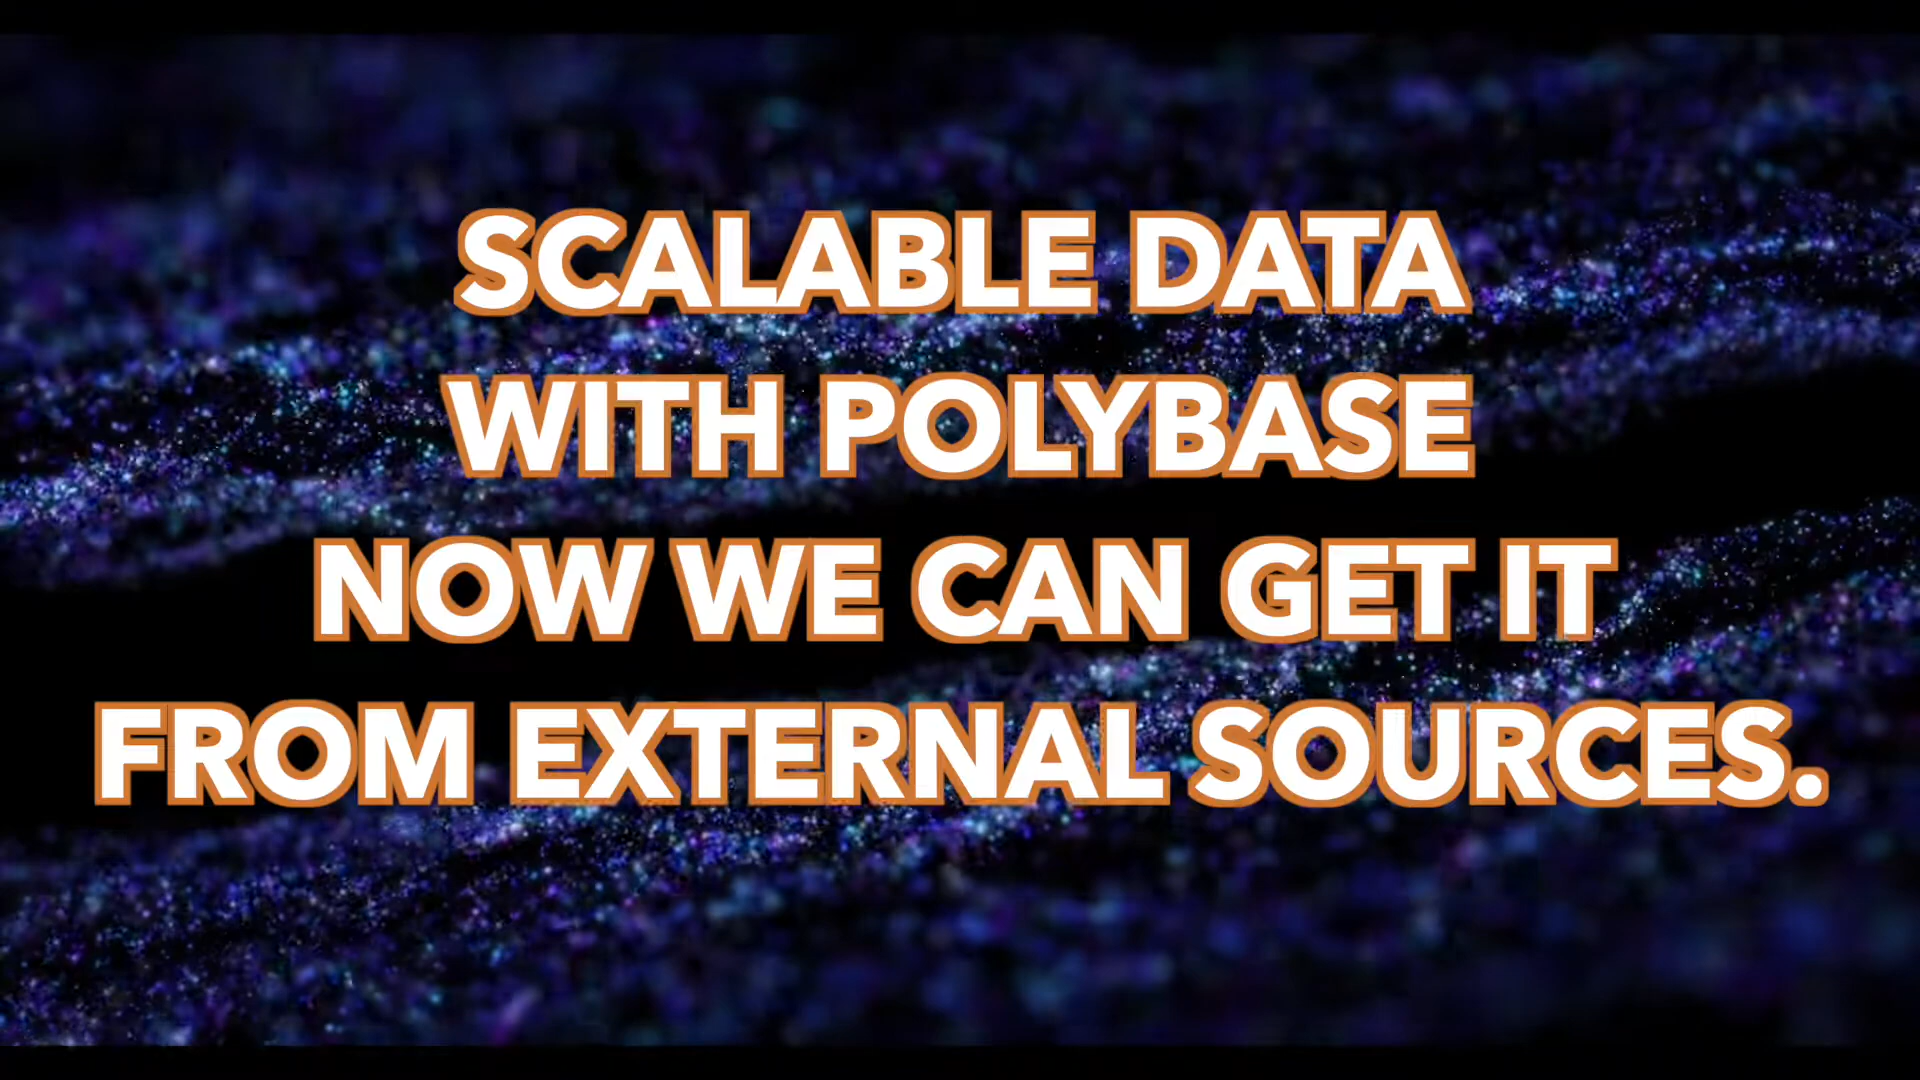 SCALABLE DATA
WITH POLYBASE
NOW WE CAN GET IT
FROM EXTERNAL SOURCES.